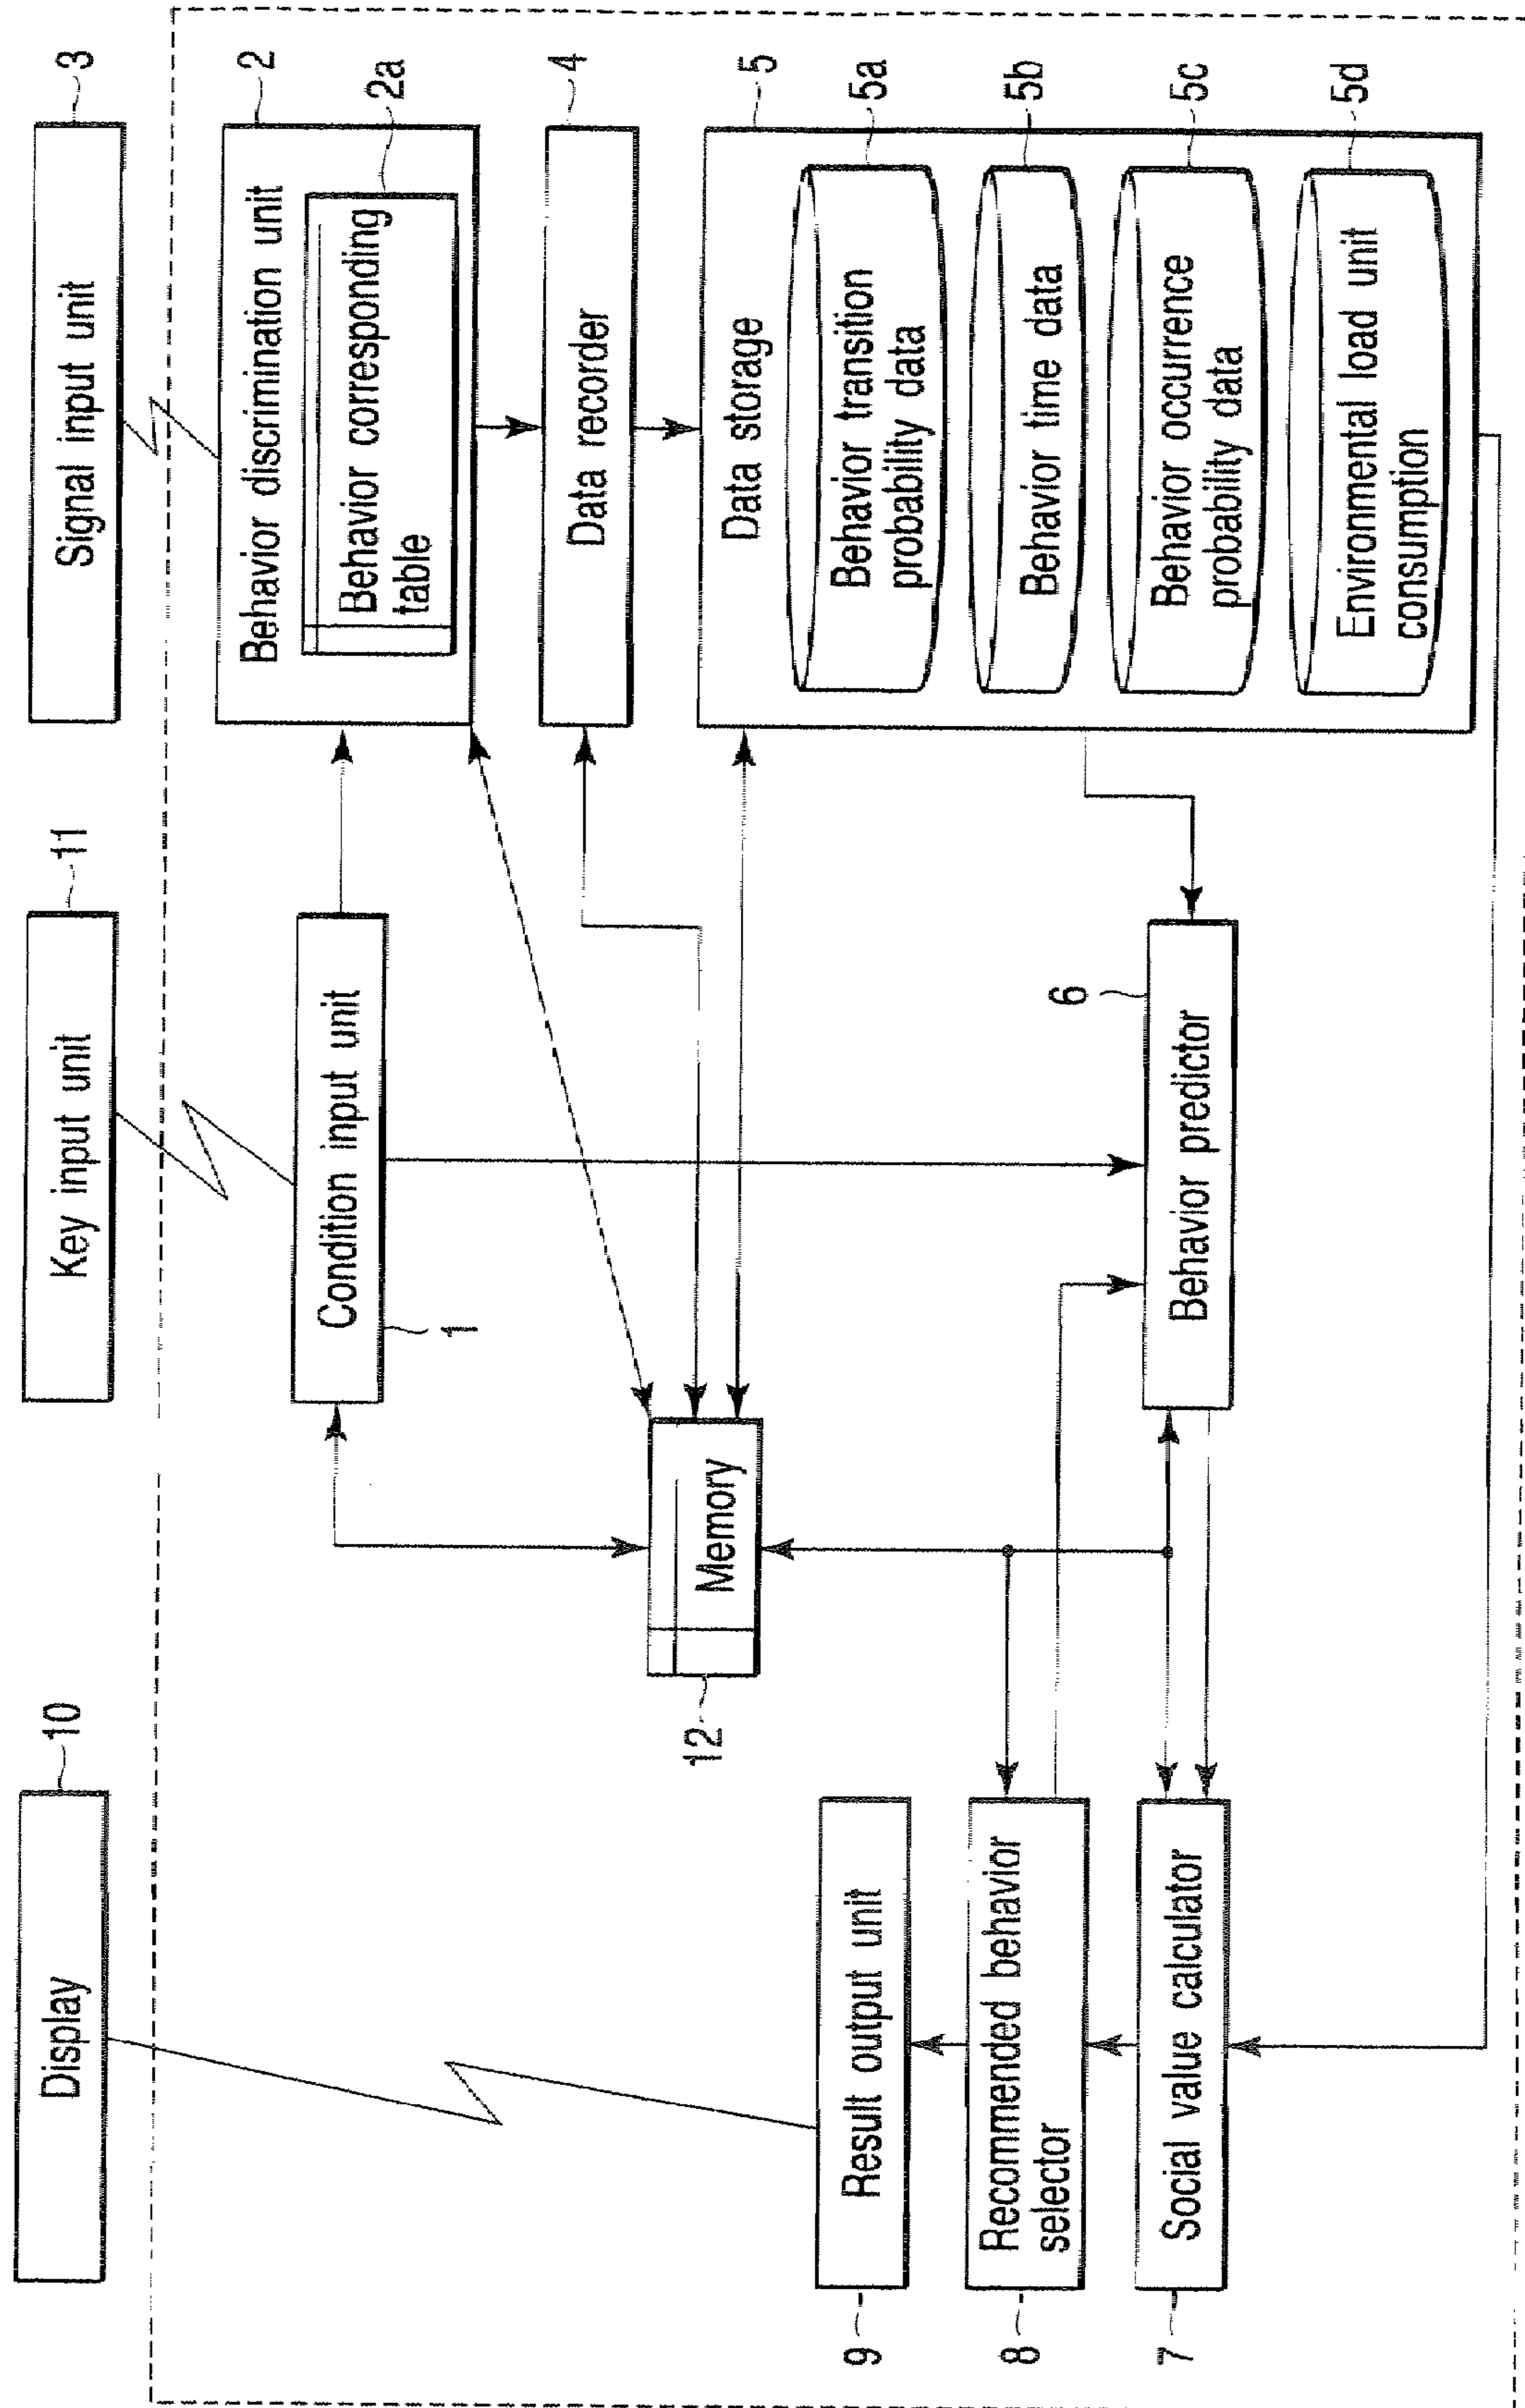 Display
10
Key input unit
11
Signal input unit
3
Condition input unit
1
Behavior discrimination unit
2
Behavior corresponding
table
2a
Data recorder
4
Memory
12
Data storage
5
Behavior transition
probability data
5a
Behavior time data
5b
Behavior occurrence
probability data
5c
Environmental load unit
consumption
5d
Behavior predictor
6
Result output unit
9
Recommended behavior
selector
8
Social value calculator
7